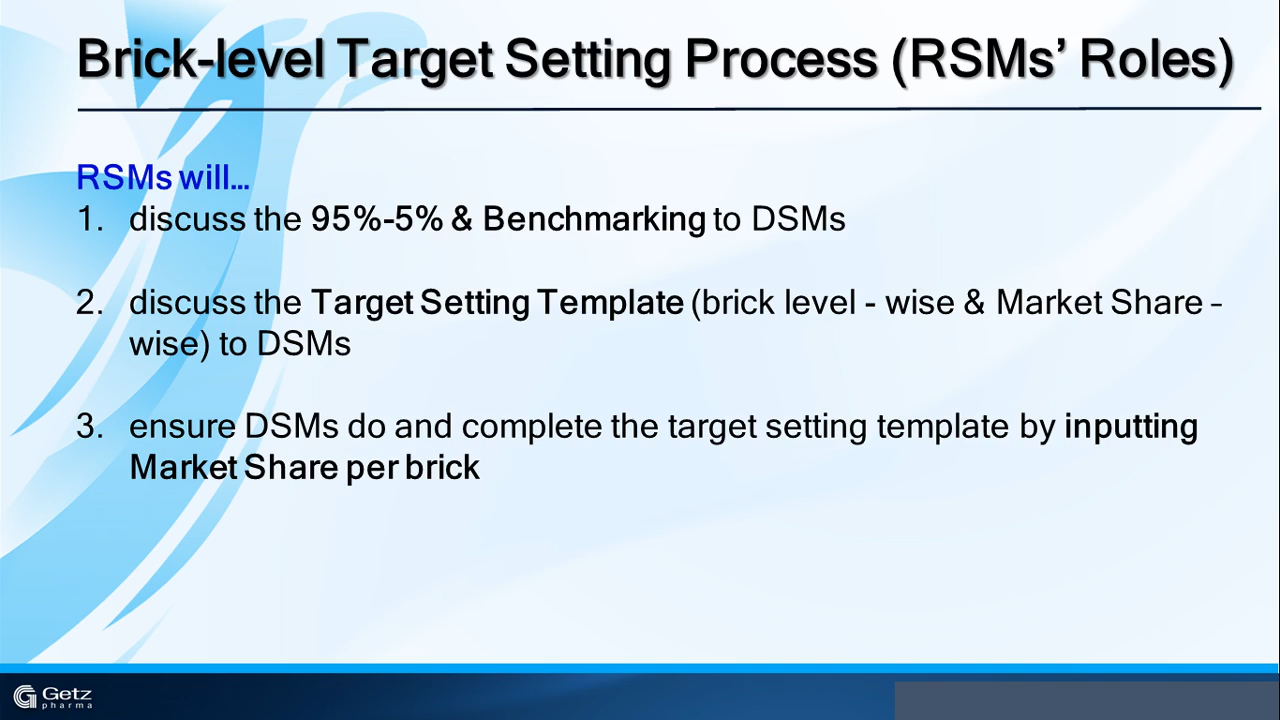 Brick-level Target Setting Process (RSMs’ Roles)
RSMs will…
1. discuss the 95%-5% & Benchmarking to DSMs
2. discuss the Target Setting Template (brick level - wise & Market Share –
wise) to DSMs
3. ensure DSMs do and complete the target setting template by inputting
Market Share per brick
Getz
pharma